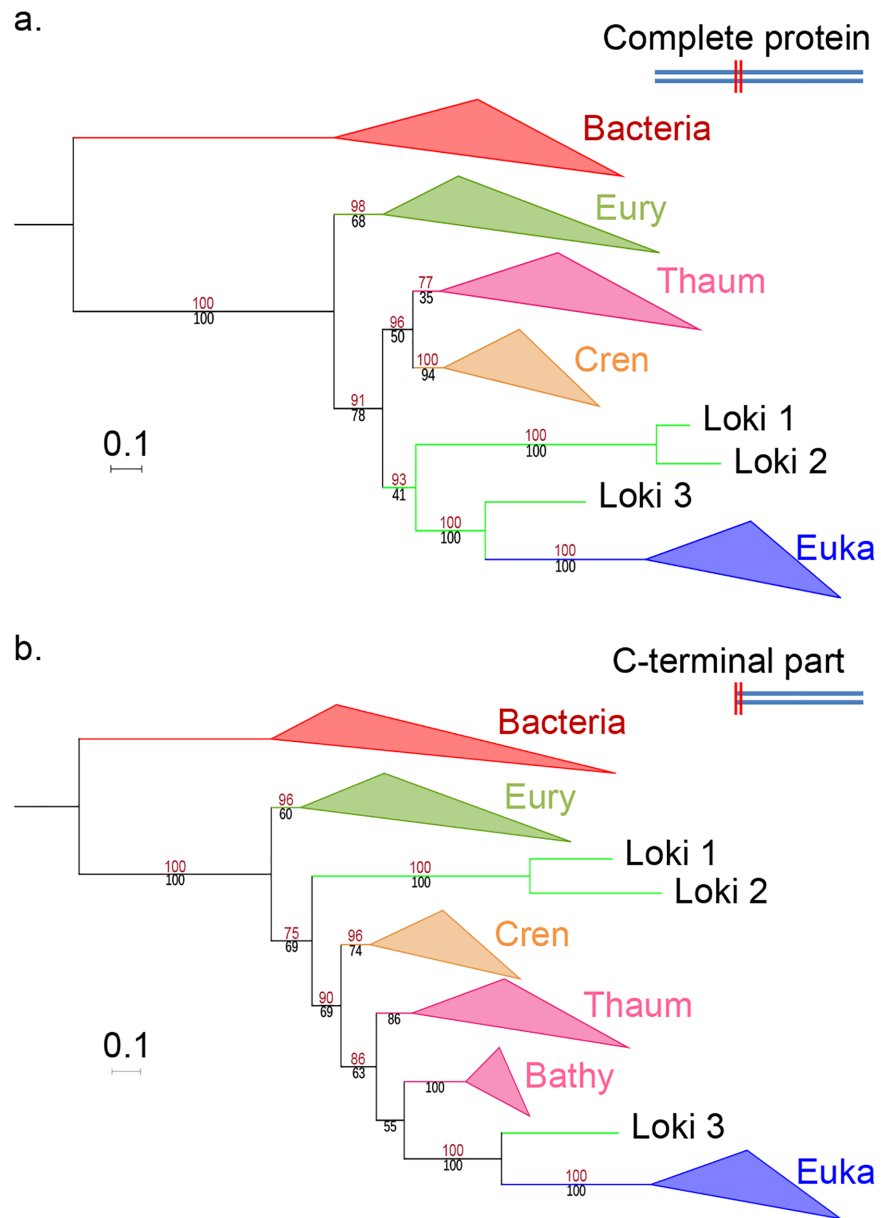 a.
Complete protein
Bacteria
98
68
Eury
77
35
Thaum
100
100
96
50
100
94
Cren
91
78
0.1
100
100
Loki 1
Loki 2
93
41
Loki 3
100
100
100
100
Euka
b.
C-terminal part
Bacteria
96
60
Eury
100
100
Loki 1
Loki 2
100
100
75
69
96
74
Cren
90
69
86
Thaum
0.1
86
63
100
Bathy
55
Loki 3
100
100
100
100
Euka